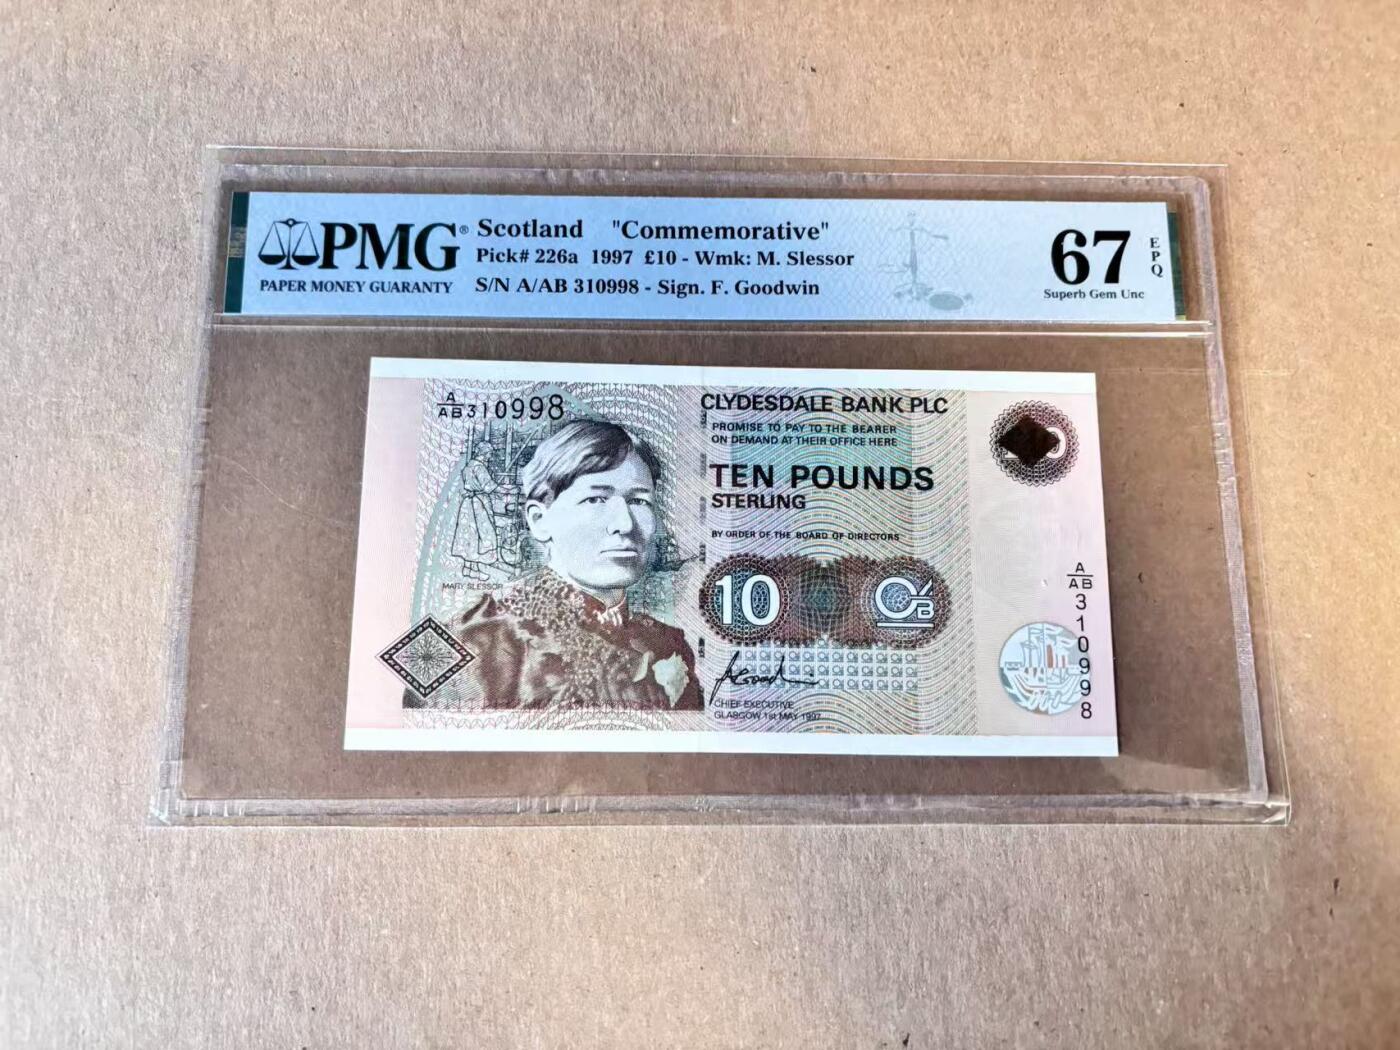 PMG®
PAPER MONEY GUARANTY
Scotland "Commemorative"
Pick# 226a 1997 £10 - Wmk: M. Slessor
S/N A/AB 310998 - Sign. F. Goodwin
67
EPQ
Superb Gem Unc
A
AB 310998
MARY SLESSOR
CLYDESDALE BANK PLC
PROMISE TO PAY TO THE BEARER
ON DEMAND AT THEIR OFFICE HERE
TEN POUNDS
STERLING
BY ORDER OF THE BOARD OF DIRECTORS
10
CB
CHIEF EXECUTIVE
GLASGOW 1st MAY 1997
A
AB
310998